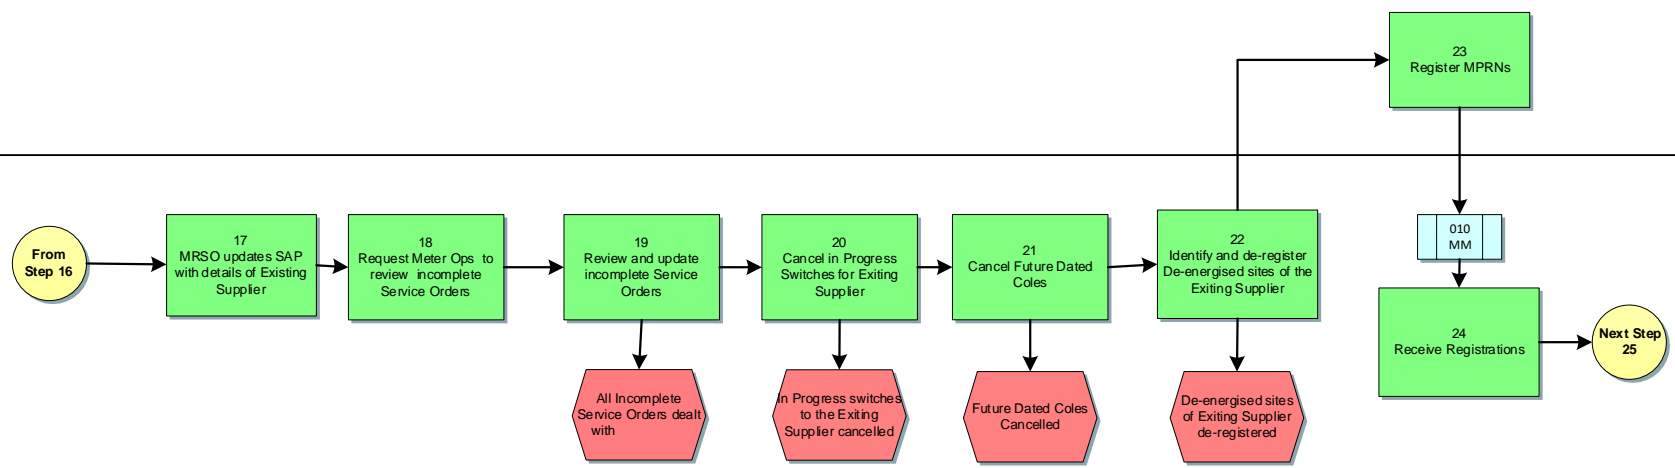 23
Register MPRNs
From
Step 16
17
MRSO updates SAP
with details of Existing
Supplier
18
Request Meter Ops to
review incomplete
Service Orders
19
Review and update
incomplete Service
Orders
20
Cancel in Progress
Switches for Exiting
Supplier
21
Cancel Future Dated
Coles
22
Identify and de-register
De-energised sites of the
Exiting Supplier
010
MM
24
Receive Registrations
Next Step
25
All Incomplete
Service Orders dealt
with
In Progress switches
to the Exiting
Supplier cancelled
Future Dated Coles
Cancelled
De-energised sites
of Exiting Supplier
de-registered